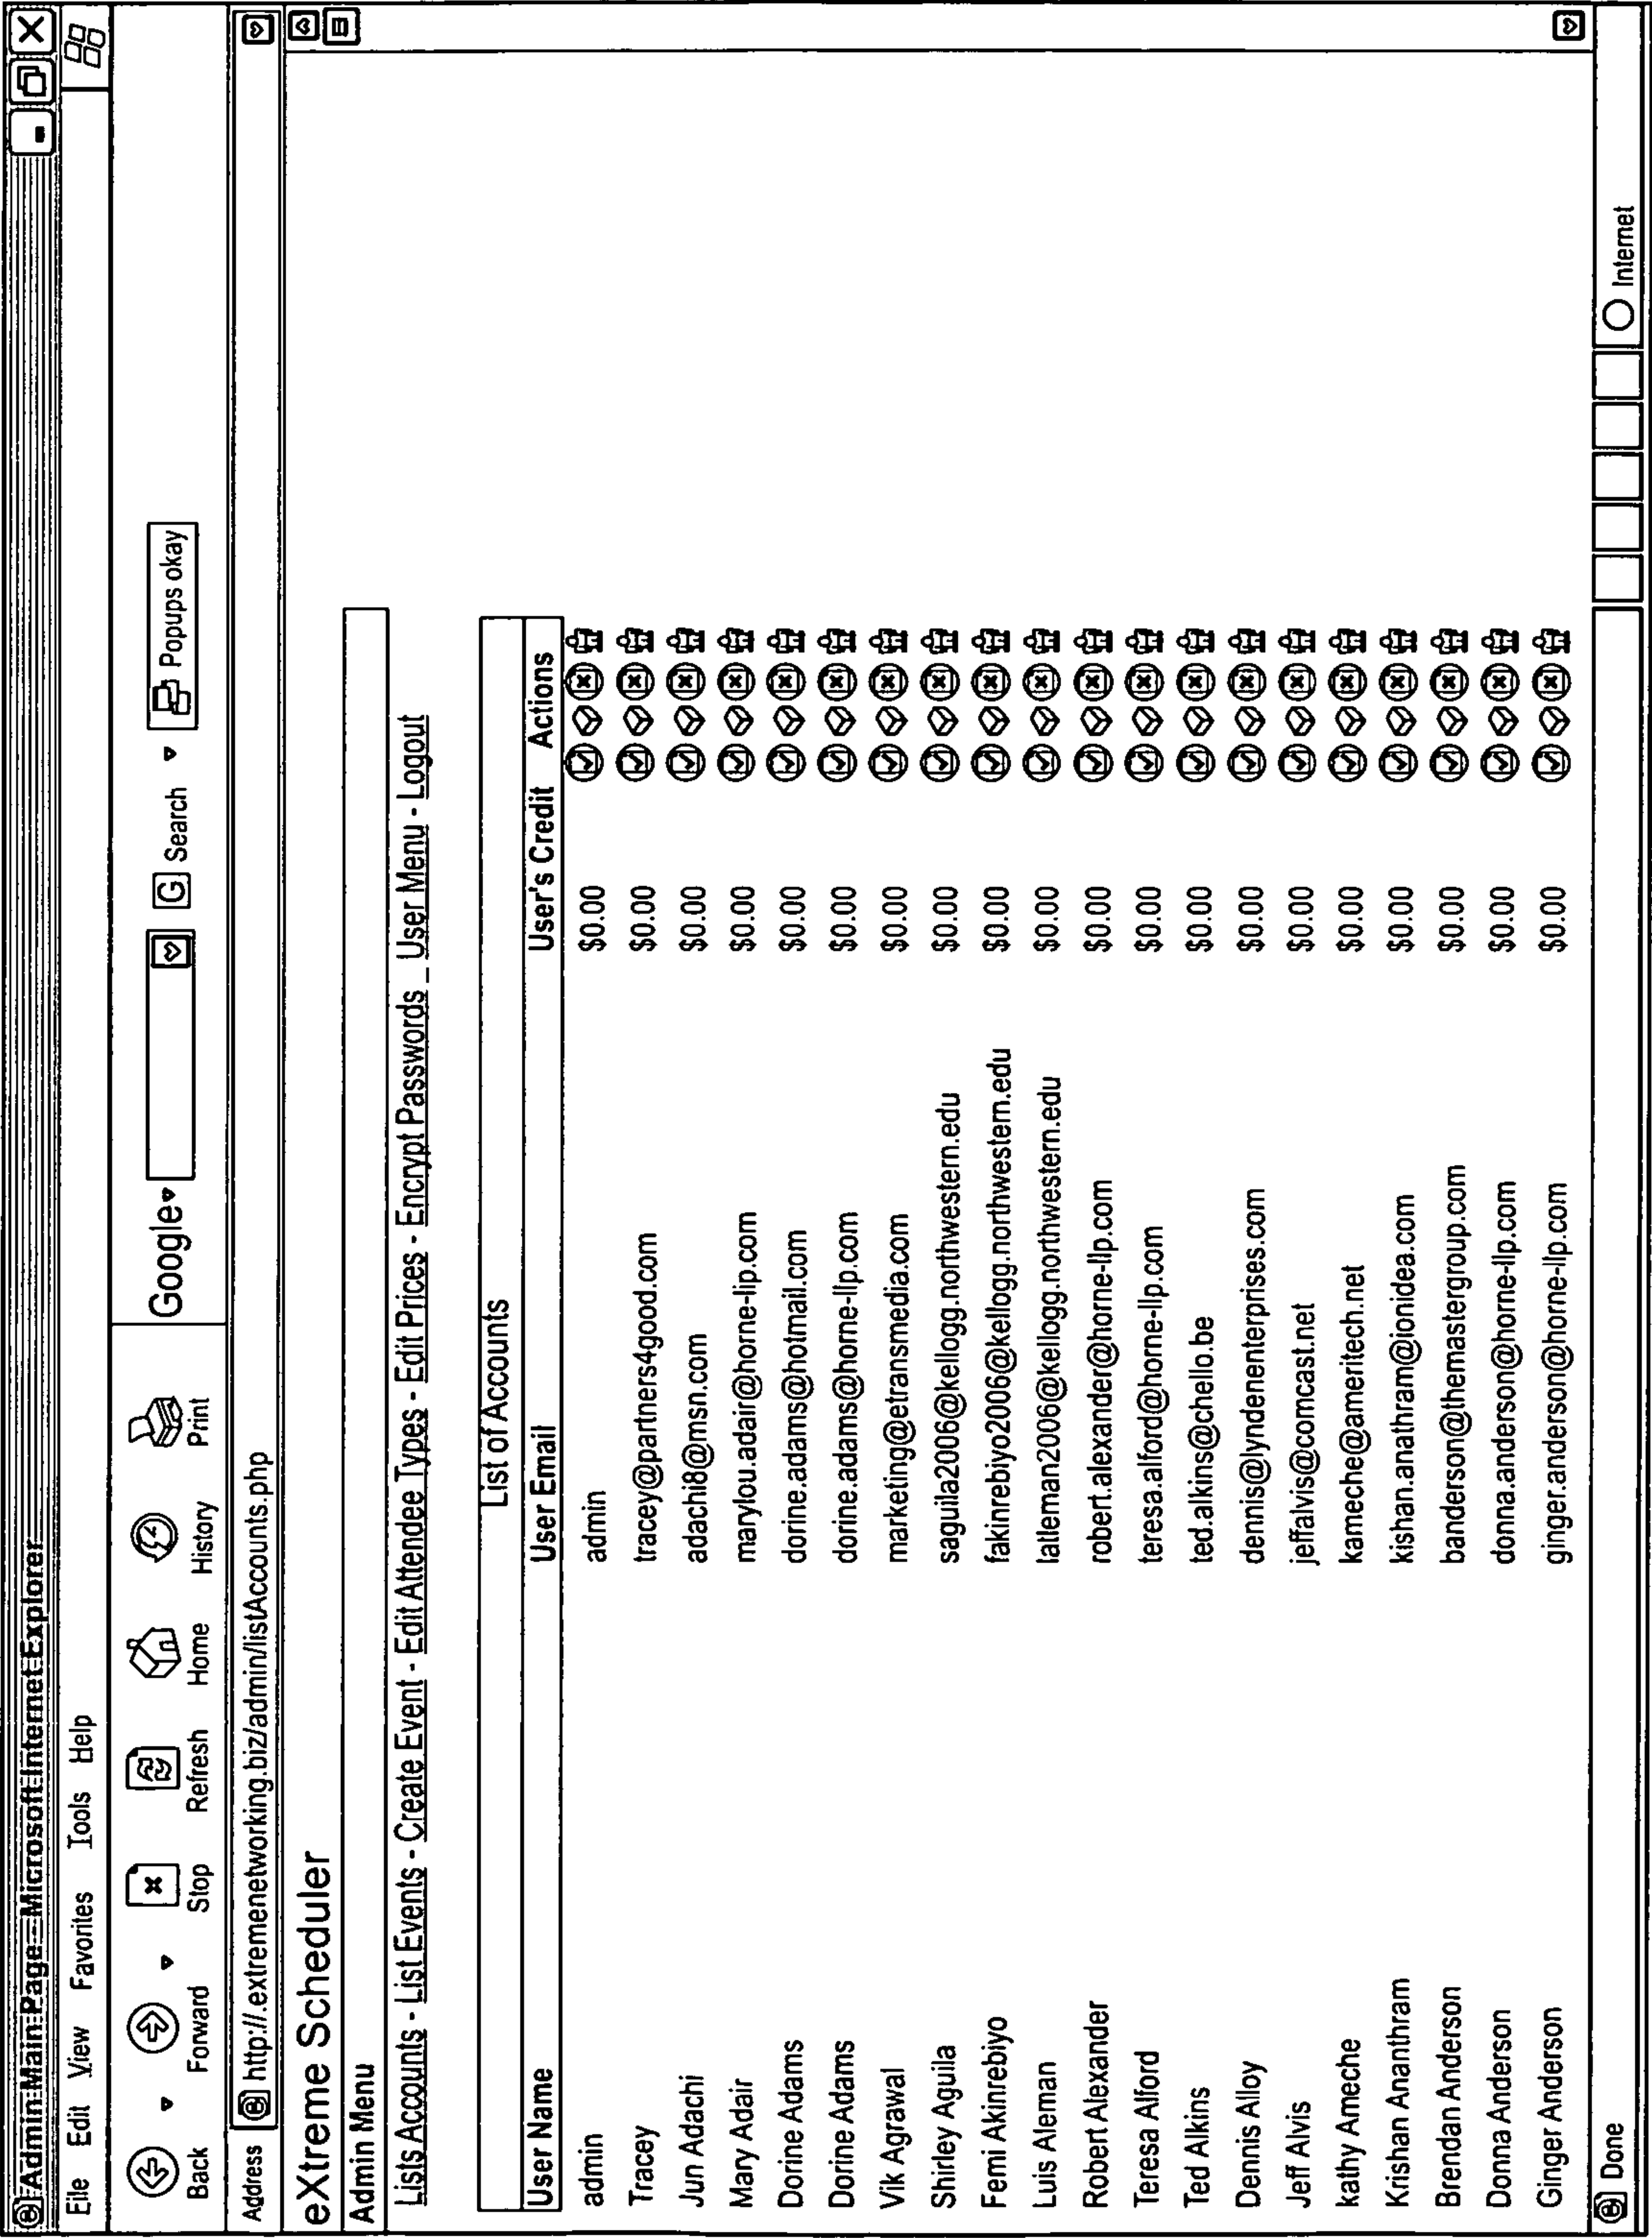 Admin Main Page - Microsoft Internet Explorer
File Edit View Favorites Tools Help
Back Forward Stop Refresh Home History Print Google G Search Popups okay
Address http://.extremenetworking.biz/admin/listAccounts.php
eXtreme Scheduler
Admin Menu
Lists Accounts - List Events - Create Event - Edit Attendee Types - Edit Prices - Encrypt Passwords _ User Menu - Logout
List of Accounts
User Name User Email User's Credit Actions
admin admin $0.00
Tracey tracey@partners4good.com $0.00
Jun Adachi adachi8@msn.com $0.00
Mary Adair marylou.adair@horne-lip.com $0.00
Dorine Adams dorine.adams@hotmail.com $0.00
Dorine Adams dorine.adams@horne-llp.com $0.00
Vik Agrawal marketing@etransmedia.com $0.00
Shirley Aguila saguila2006@kellogg.northwestern.edu $0.00
Femi Akinrebiyo fakinrebiyo2006@kellogg.northwestern.edu $0.00
Luis Aleman latleman2006@kellogg.northwestern.edu $0.00
Robert Alexander robert.alexander@horne-llp.com $0.00
Teresa Alford teresa.alford@horne-llp.com $0.00
Ted Alkins ted.alkins@chello.be $0.00
Dennis Alloy dennis@lyndenenterprises.com $0.00
Jeff Alvis jeffalvis@comcast.net $0.00
kathy Ameche kameche@ameritech.net $0.00
Krishan Ananthram kishan.anathram@ionidea.com $0.00
Brendan Anderson banderson@themastergroup.com $0.00
Donna Anderson donna.anderson@horne-llp.com $0.00
Ginger Anderson ginger.anderson@horne-llp.com $0.00
Done Internet